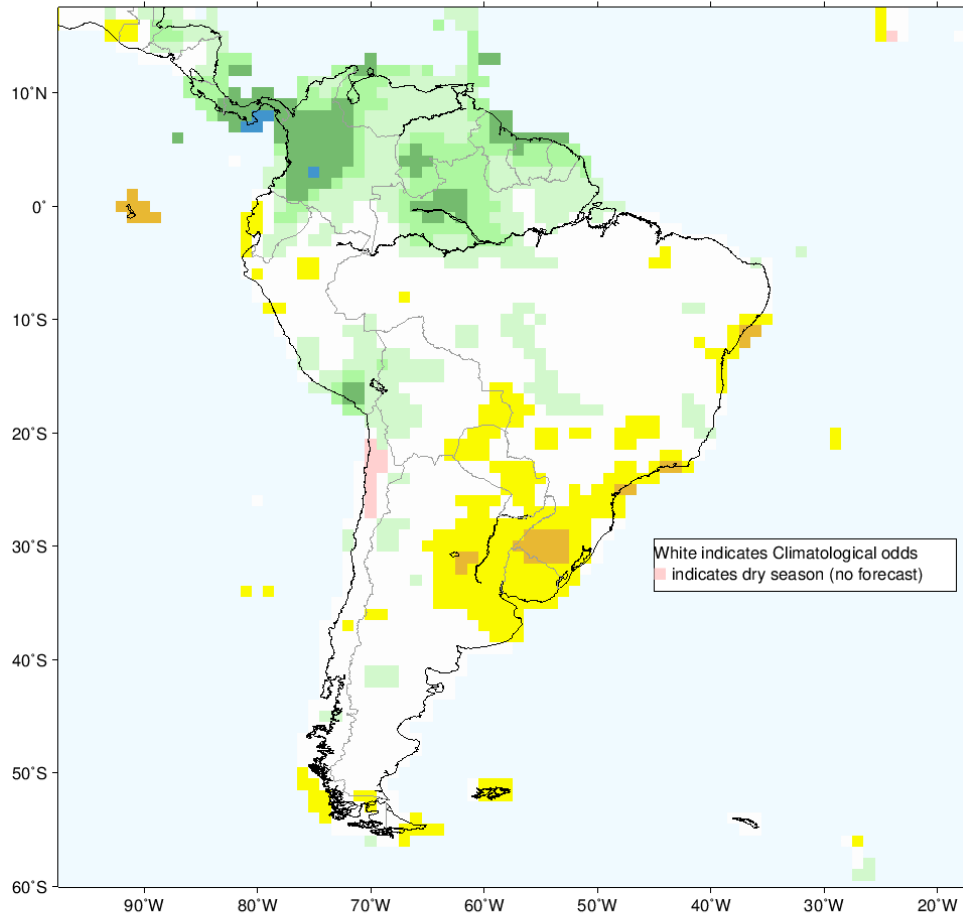 10°N
0°
10°S
20°S
30°S
40°S
50°S
60°S
White indicates Climatological odds
indicates dry season (no forecast)
90°W
80°W
70°W
60°W
50°W
40°W
30°W
20°W